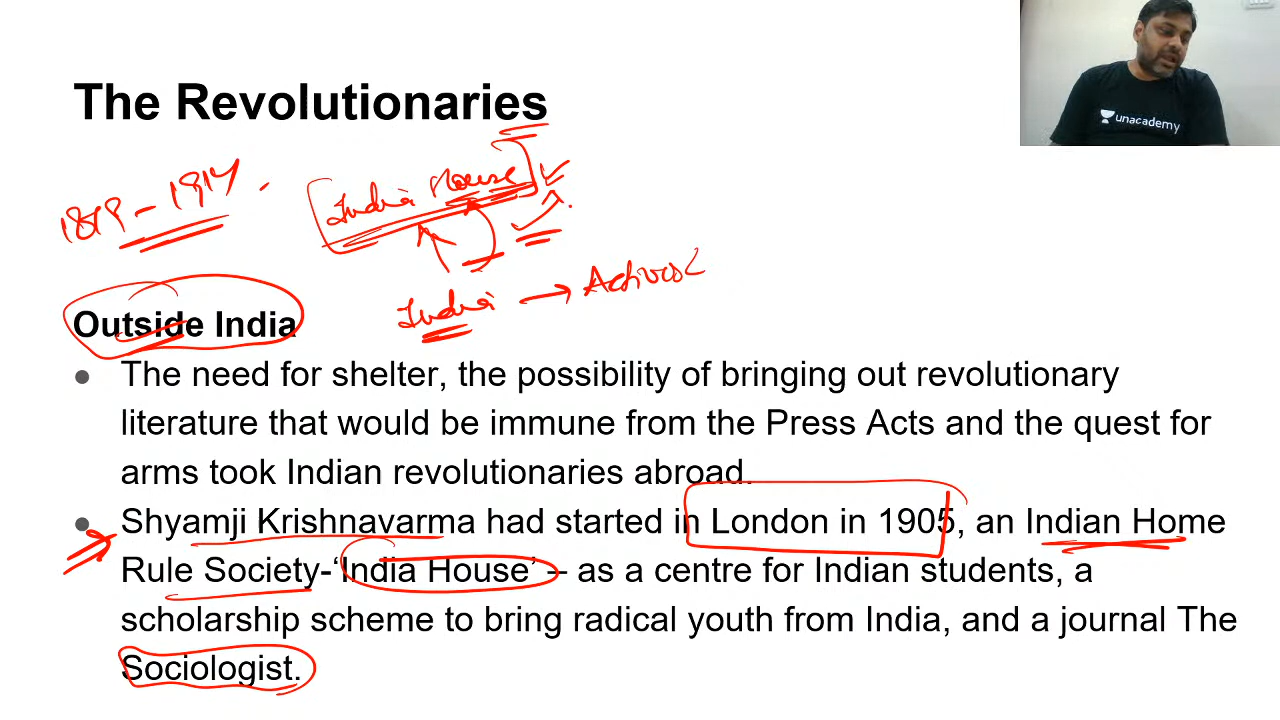 The Revolutionaries
unacademy
1919 - 1914
India House
India → Activist
Outside India
● The need for shelter, the possibility of bringing out revolutionary
literature that would be immune from the Press Acts and the quest for
arms took Indian revolutionaries abroad.
● Shyamji Krishnavarma had started in London in 1905, an Indian Home
Rule Society-‘India House’ – as a centre for Indian students, a
scholarship scheme to bring radical youth from India, and a journal The
Sociologist.